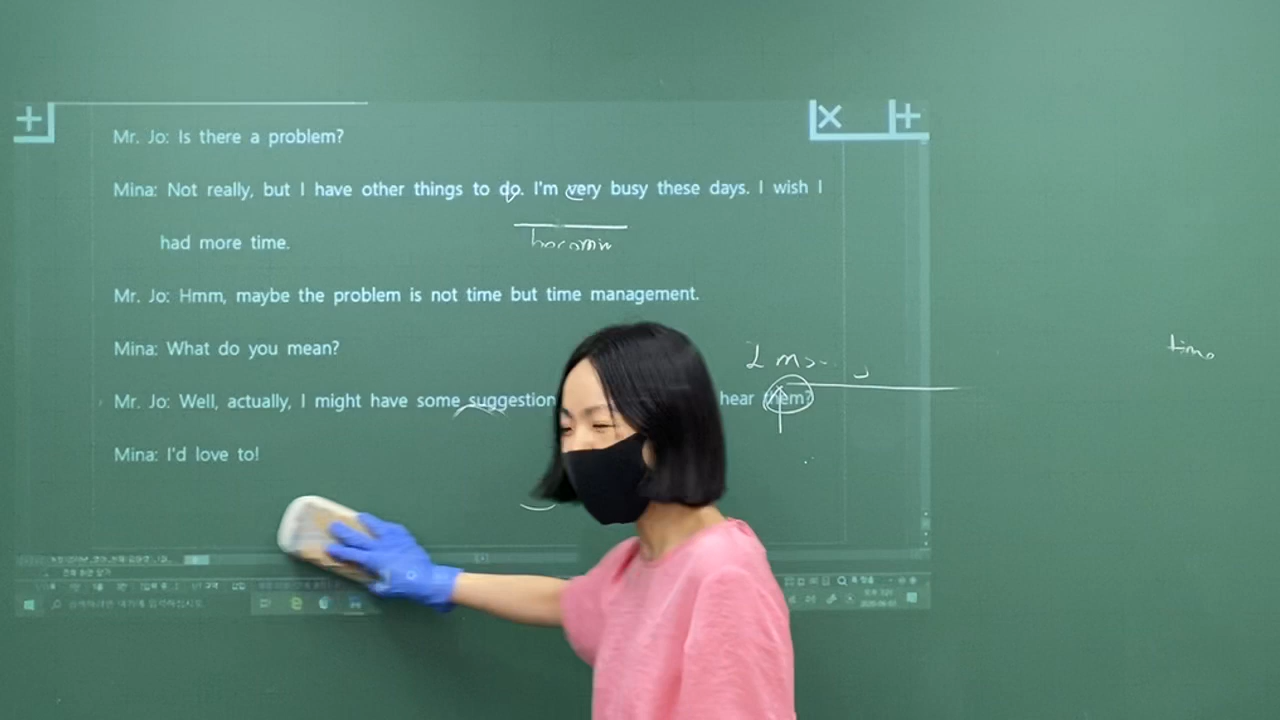 Mr. Jo: Is there a problem?
Mina: Not really, but I have other things to do. I'm very busy these days. I wish I
had more time.
Mr. Jo: Hmm, maybe the problem is not time but time management.
Mina: What do you mean?
Mr. Jo: Well, actually, I might have some suggestion hear them?
Mina: I'd love to!
time